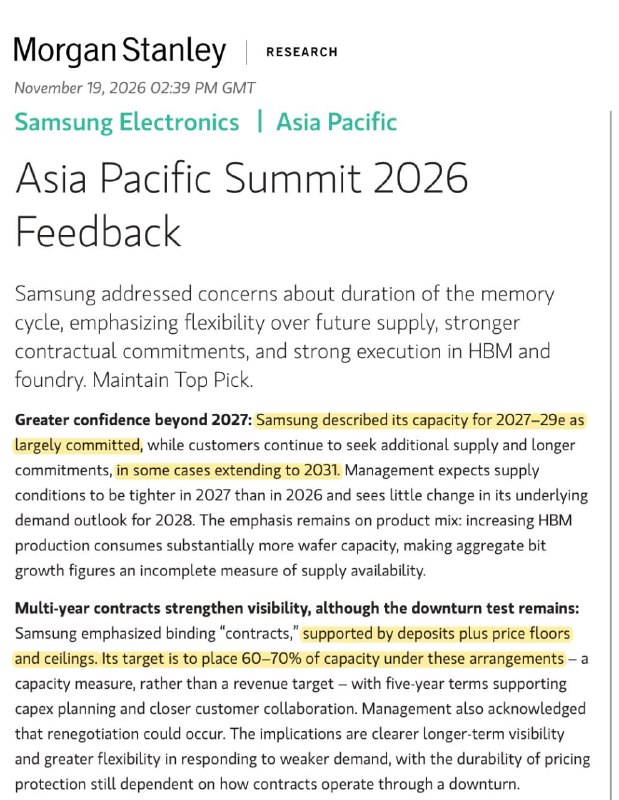 Morgan Stanley | RESEARCH
November 19, 2026 02:39 PM GMT
Samsung Electronics | Asia Pacific
Asia Pacific Summit 2026
Feedback
Samsung addressed concerns about duration of the memory
cycle, emphasizing flexibility over future supply, stronger
contractual commitments, and strong execution in HBM and
foundry. Maintain Top Pick.
Greater confidence beyond 2027: Samsung described its capacity for 2027–29e as
largely committed, while customers continue to seek additional supply and longer
commitments, in some cases extending to 2031. Management expects supply
conditions to be tighter in 2027 than in 2026 and sees little change in its underlying
demand outlook for 2028. The emphasis remains on product mix: increasing HBM
production consumes substantially more wafer capacity, making aggregate bit
growth figures an incomplete measure of supply availability.
Multi-year contracts strengthen visibility, although the downturn test remains:
Samsung emphasized binding “contracts,” supported by deposits plus price floors
and ceilings. Its target is to place 60–70% of capacity under these arrangements – a
capacity measure, rather than a revenue target – with five-year terms supporting
capex planning and closer customer collaboration. Management also acknowledged
that renegotiation could occur. The implications are clearer longer-term visibility
and greater flexibility in responding to weaker demand, with the durability of pricing
protection still dependent on how contracts operate through a downturn.